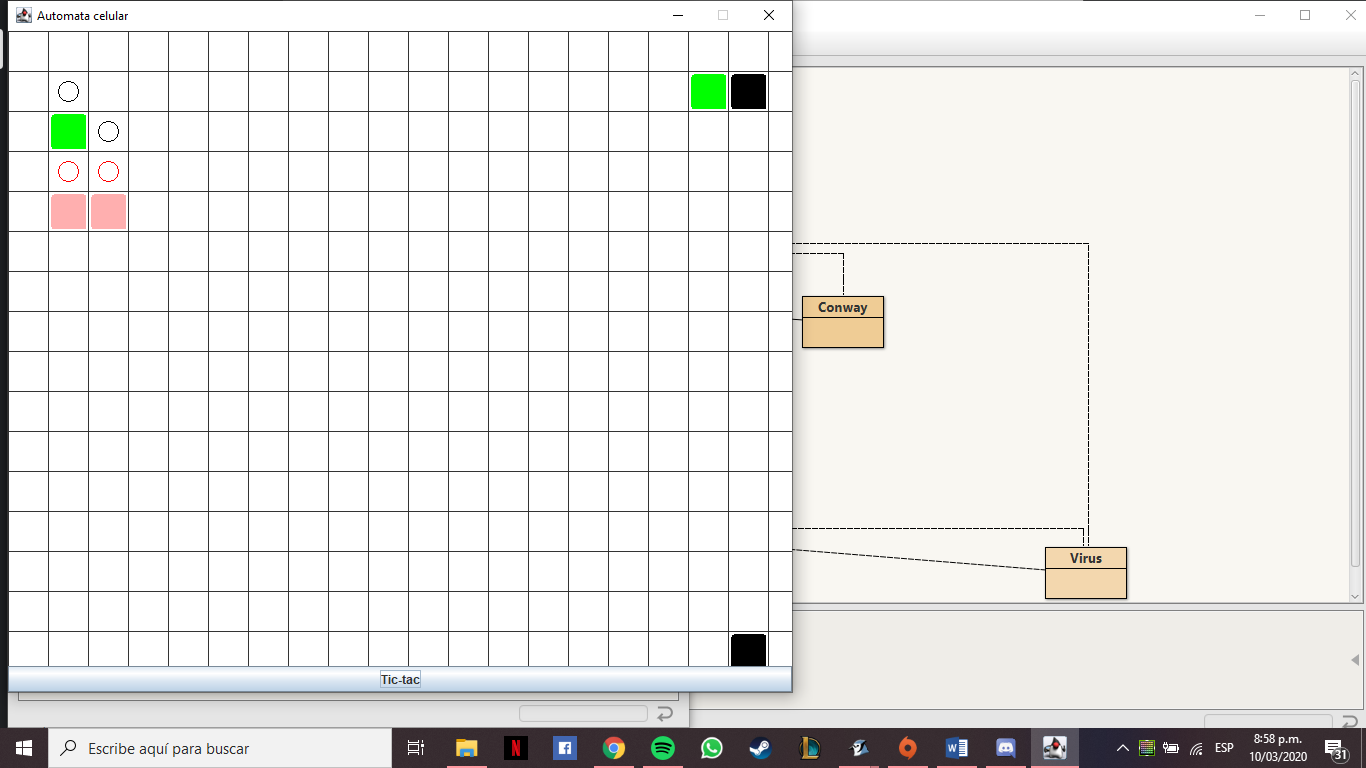 Automata celular
Conway
Virus
Tic-tac
Escribe aquí para buscar
N
ESP
8:58 p.m.
10/03/2020
31